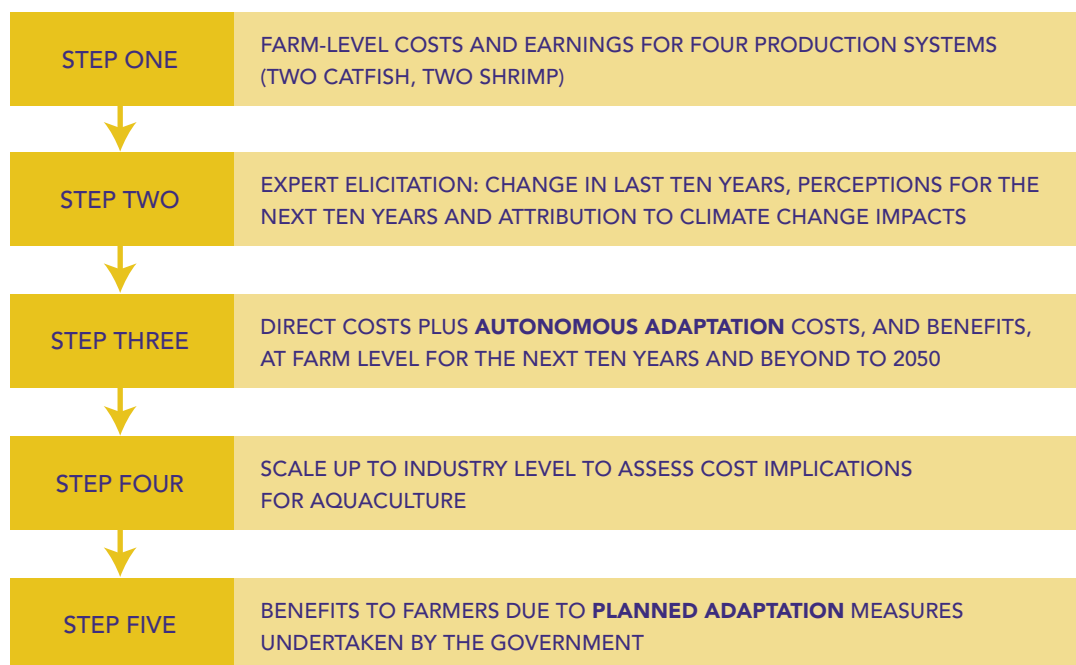 STEP ONE
FARM-LEVEL COSTS AND EARNINGS FOR FOUR PRODUCTION SYSTEMS
(TWO CATFISH, TWO SHRIMP)
STEP TWO
EXPERT ELICITATION: CHANGE IN LAST TEN YEARS, PERCEPTIONS FOR THE
NEXT TEN YEARS AND ATTRIBUTION TO CLIMATE CHANGE IMPACTS
STEP THREE
DIRECT COSTS PLUS AUTONOMOUS ADAPTATION COSTS, AND BENEFITS,
AT FARM LEVEL FOR THE NEXT TEN YEARS AND BEYOND TO 2050
STEP FOUR
SCALE UP TO INDUSTRY LEVEL TO ASSESS COST IMPLICATIONS
FOR AQUACULTURE
STEP FIVE
BENEFITS TO FARMERS DUE TO PLANNED ADAPTATION MEASURES
UNDERTAKEN BY THE GOVERNMENT